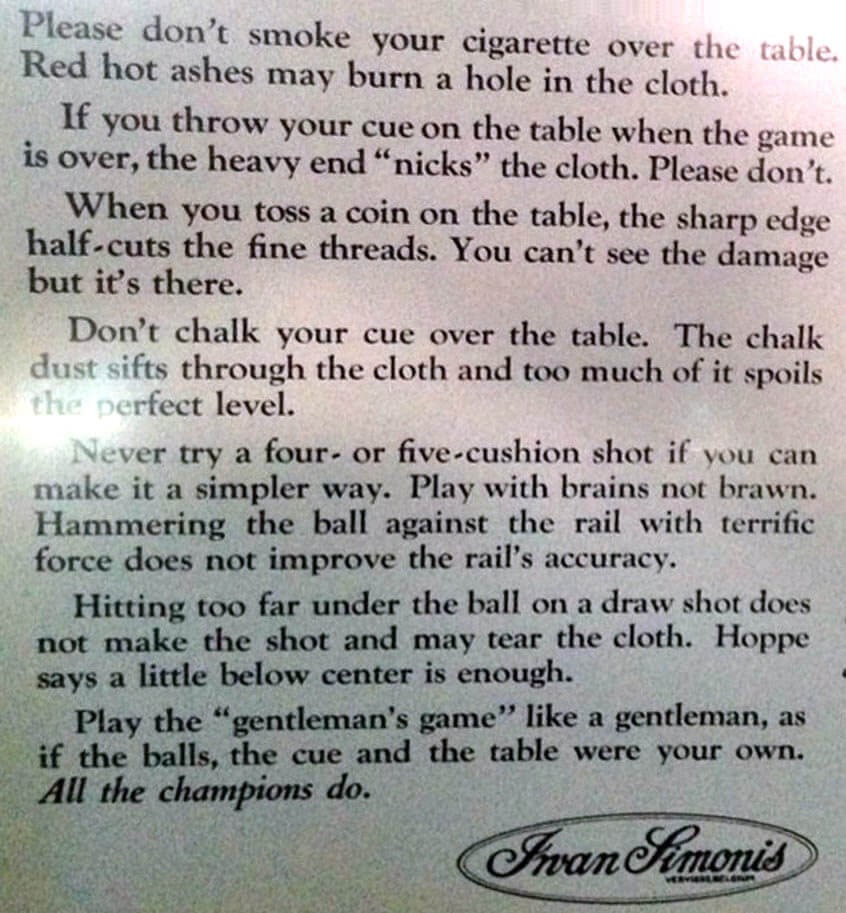 Please don't smoke your cigarette over the table.
Red hot ashes may burn a hole in the cloth.
If you throw your cue on the table when the game
is over, the heavy end “nicks” the cloth. Please don't.
When you toss a coin on the table, the sharp edge
half-cuts the fine threads. You can't see the damage
but it's there.
Don't chalk your cue over the table. The chalk
dust sifts through the cloth and too much of it spoils
the perfect level.
Never try a four- or five-cushion shot if you can
make it a simpler way. Play with brains not brawn.
Hammering the ball against the rail with terrific
force does not improve the rail's accuracy.
Hitting too far under the ball on a draw shot does
not make the shot and may tear the cloth. Hoppe
says a little below center is enough.
Play the “gentleman's game” like a gentleman, as
if the balls, the cue and the table were your own.
All the champions do.
Iwan Simonis